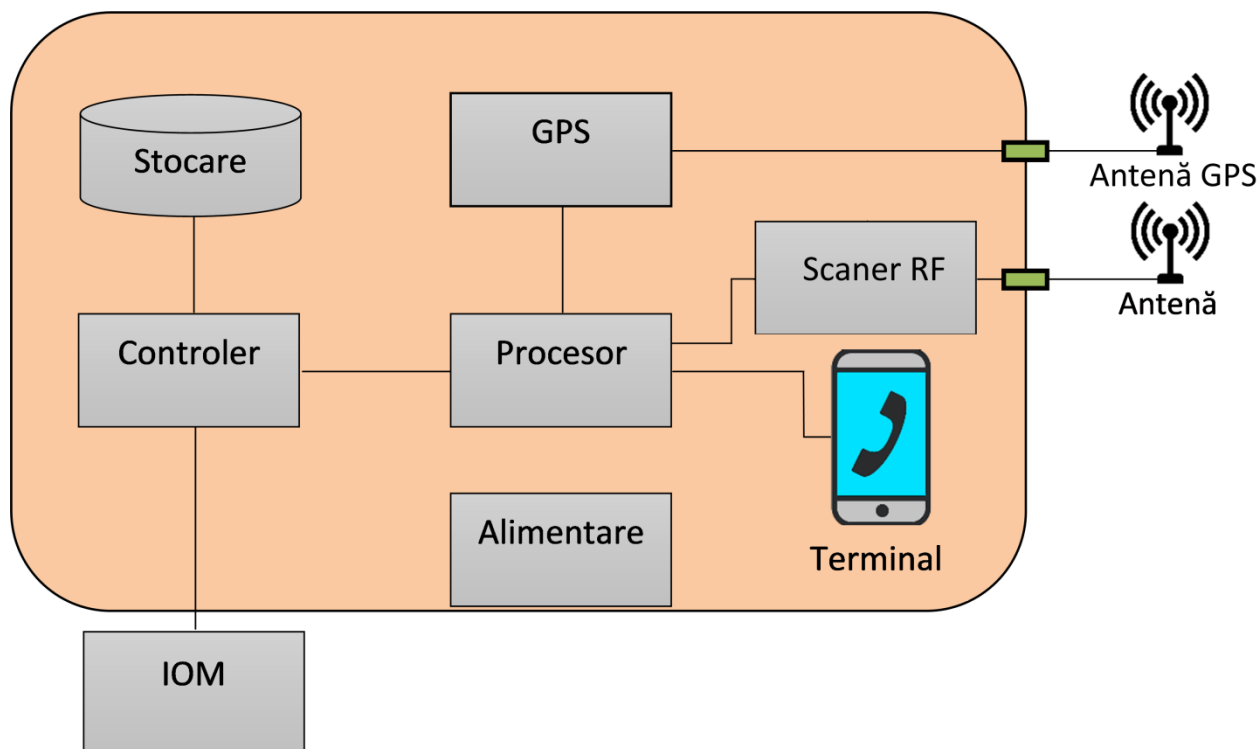 Stocare
GPS
Antenă GPS
Scaner RF
Antenă
Controler
Procesor
Alimentare
Terminal
IOM